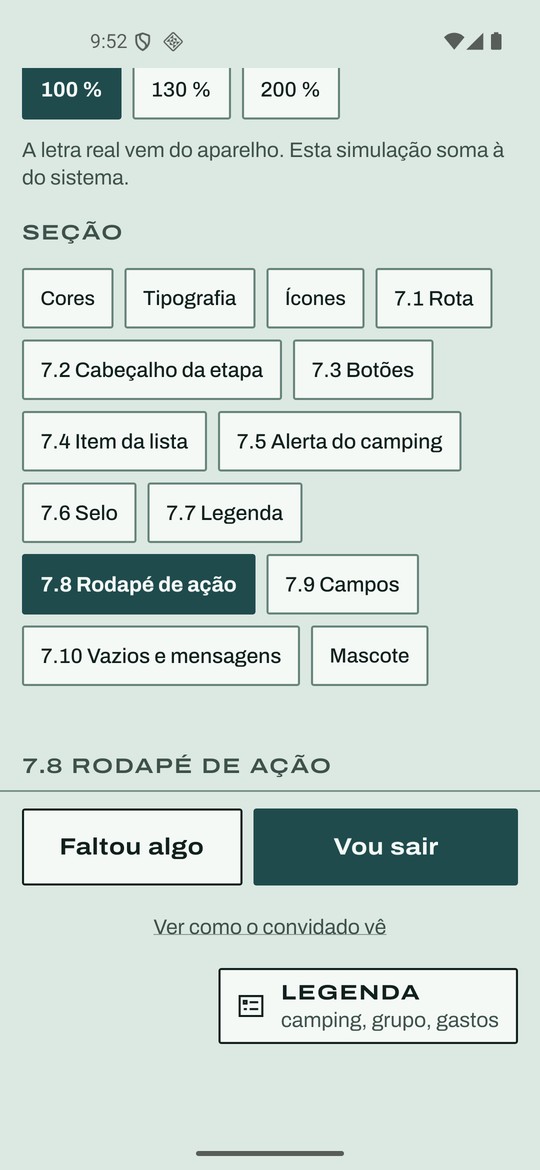 9:52
100 %
130 %
200 %
A letra real vem do aparelho. Esta simulação soma à
do sistema.
SEÇÃO
Cores
Tipografia
Ícones
7.1 Rota
7.2 Cabeçalho da etapa
7.3 Botões
7.4 Item da lista
7.5 Alerta do camping
7.6 Selo
7.7 Legenda
7.8 Rodapé de ação
7.9 Campos
7.10 Vazios e mensagens
Mascote
7.8 RODAPÉ DE AÇÃO
Faltou algo
Vou sair
Ver como o convidado vê
LEGENDA
camping, grupo, gastos